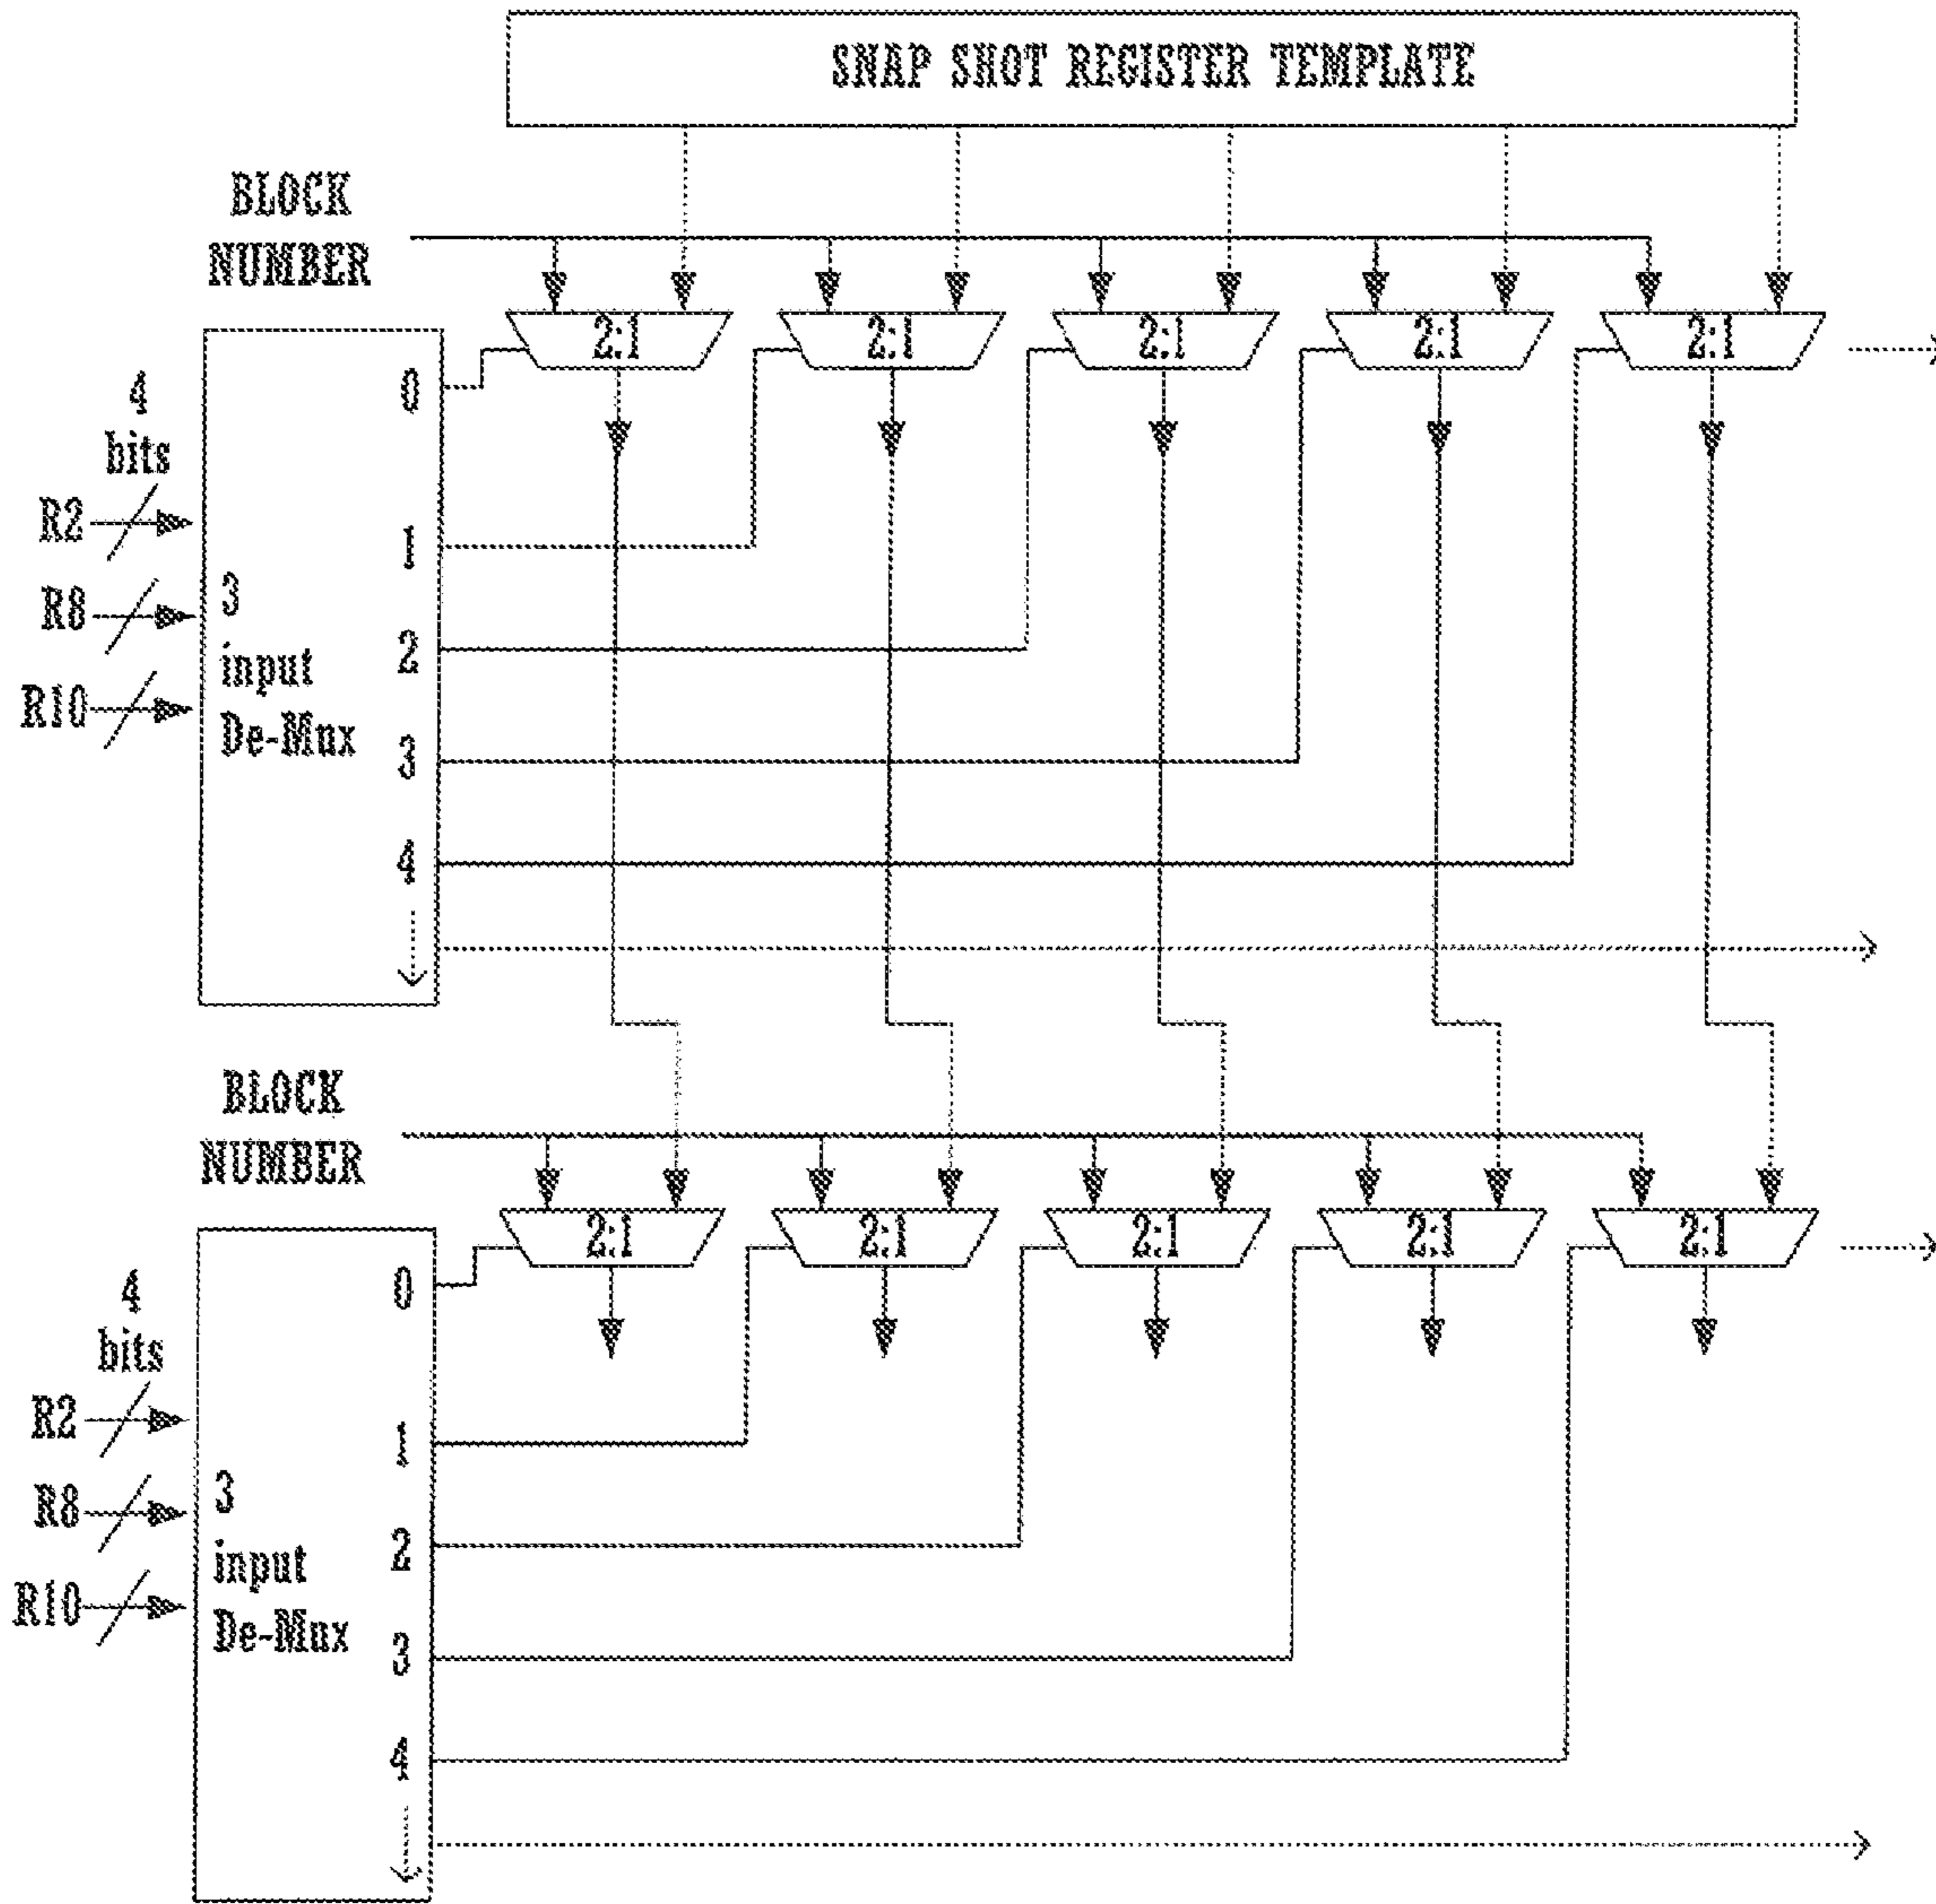 SNAP SHOT REGISTER TEMPLATE
BLOCK
NUMBER
2:1 2:1 2:1 2:1 2:1
0
4
bits
R2
1
R8
3
2
input
R10
De-Mux
3
4
BLOCK
NUMBER
2:1 2:1 2:1 2:1 2:1
0
4
bits
R2
1
R8
3
2
input
R10
De-Mux
3
4